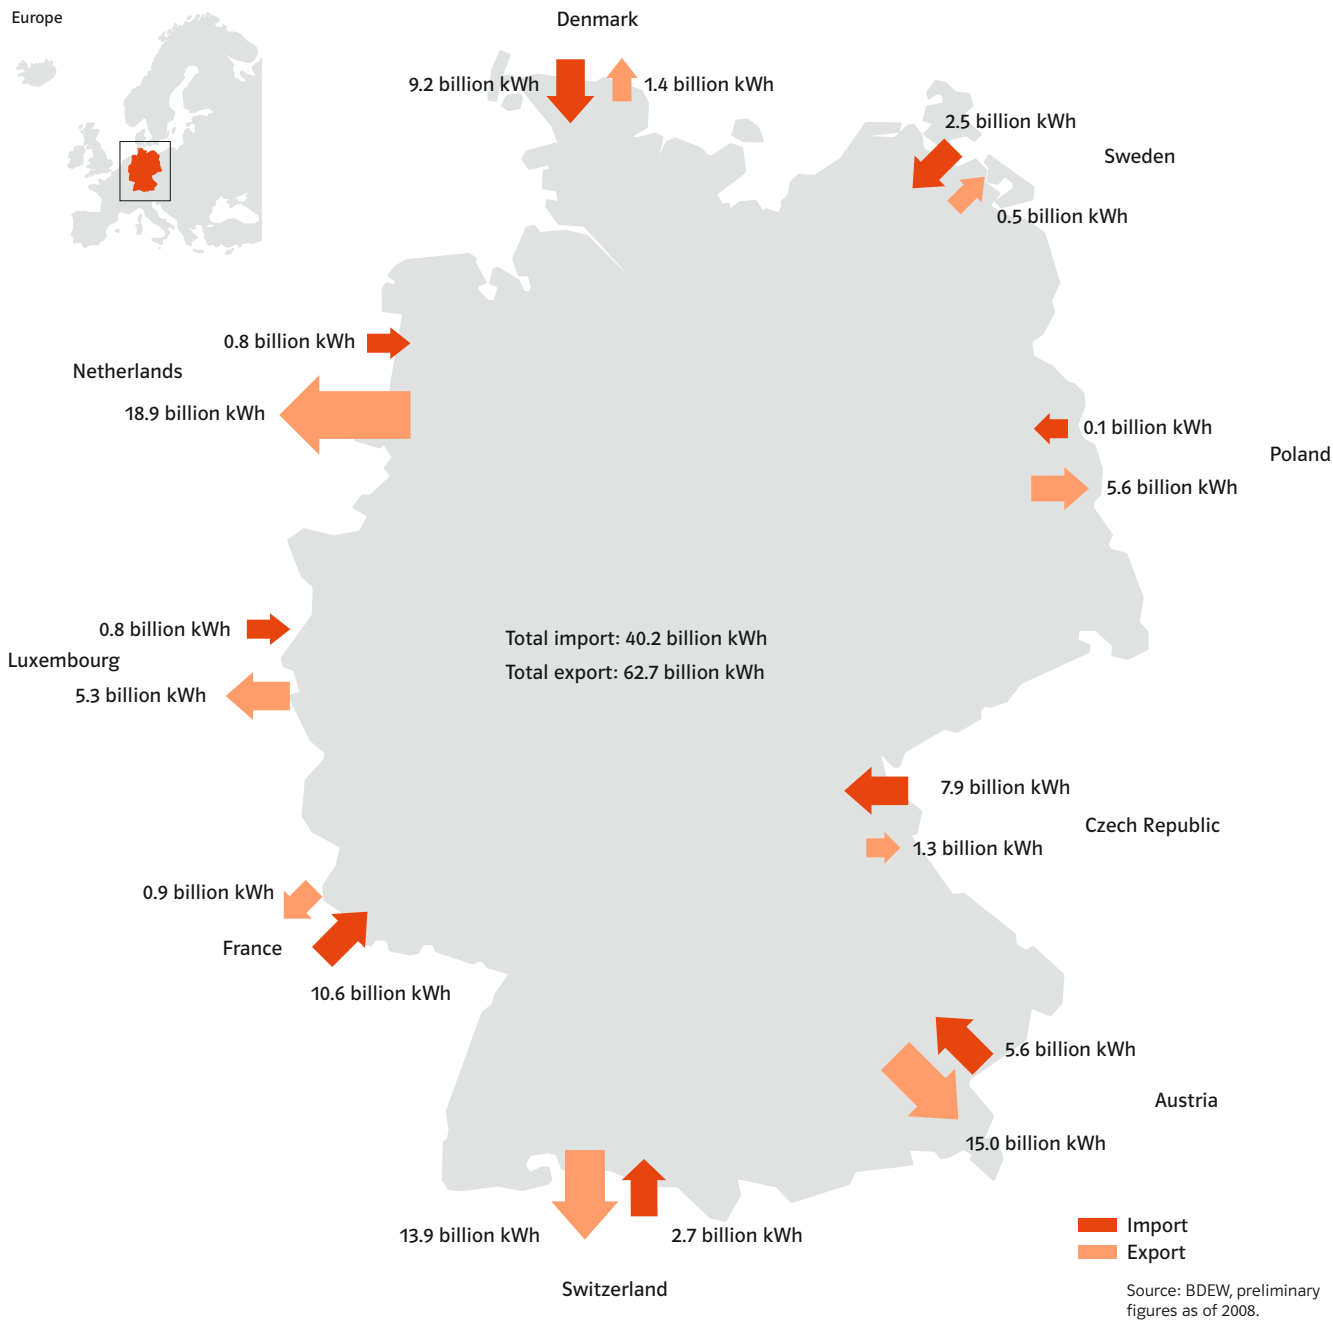 Europe
Denmark
9.2 billion kWh
1.4 billion kWh
2.5 billion kWh
Sweden
0.5 billion kWh
0.8 billion kWh
Netherlands
18.9 billion kWh
0.1 billion kWh
Poland
5.6 billion kWh
0.8 billion kWh
Luxembourg
5.3 billion kWh
Total import: 40.2 billion kWh
Total export: 62.7 billion kWh
7.9 billion kWh
Czech Republic
1.3 billion kWh
0.9 billion kWh
France
10.6 billion kWh
5.6 billion kWh
Austria
15.0 billion kWh
13.9 billion kWh
2.7 billion kWh
Switzerland
Import
Export
Source: BDEW, preliminary
figures as of 2008.